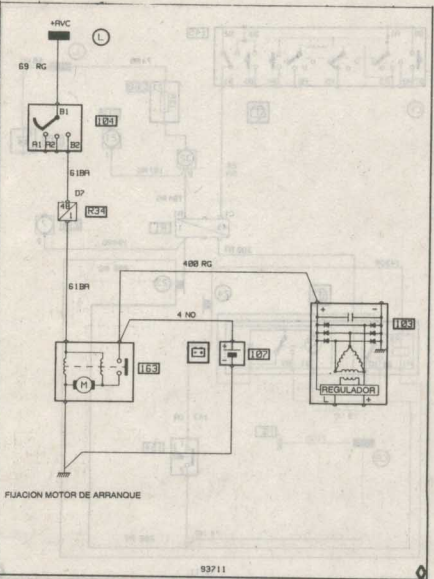 +AVC
L
69 RG
B1
104
A1 A2 B2
61BA
D7
4B
1
R34
61BA
400 RG
4 NO
+ -
103
163
M
107
REGULADOR
L +
FIJACION MOTOR DE ARRANQUE
93711